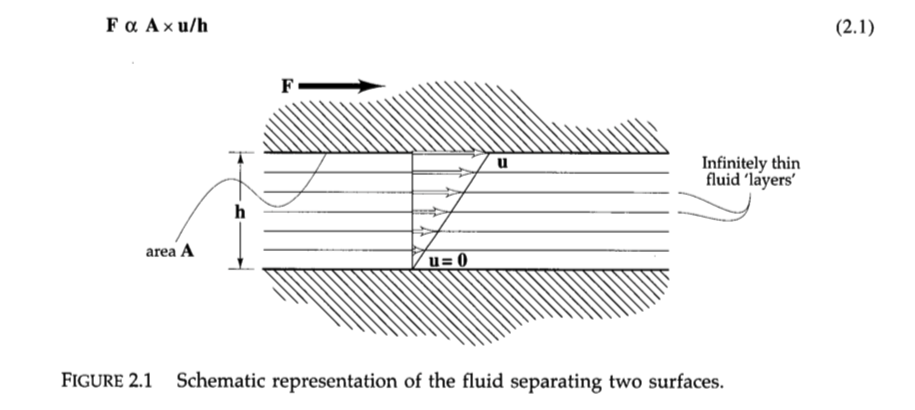 F α A × u/h (2.1)
F
u
Infinitely thin
fluid 'layers'
h
area A
u = 0
FIGURE 2.1 Schematic representation of the fluid separating two surfaces.